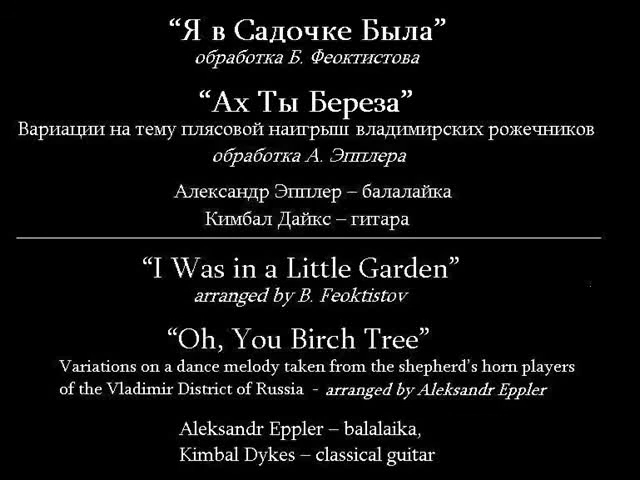 “Я в Садочке Была”
обработка Б. Феоктистова
“Ах Ты Береза”
Вариации на тему плясовой наигрыш владимирских рожечников
обработка А. Эпплера
Александр Эпплер – балалайка
Кимбал Дайкс – гитара
“I Was in a Little Garden”
arranged by B. Feoktistov
“Oh, You Birch Tree”
Variations on a dance melody taken from the shepherd's horn players
of the Vladimir District of Russia - arranged by Aleksandr Eppler
Aleksandr Eppler – balalaika,
Kimbal Dykes – classical guitar